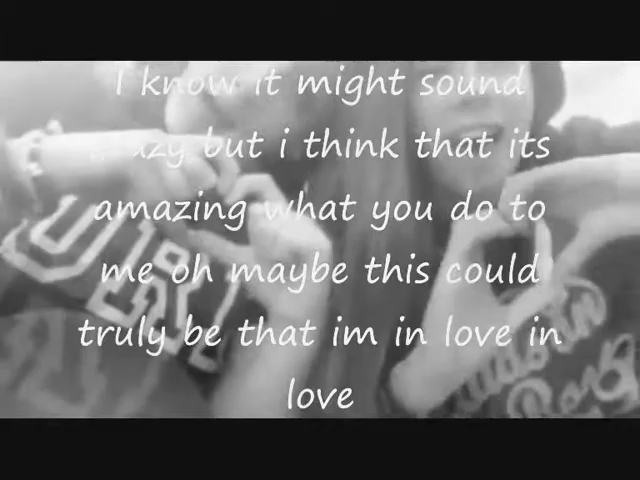 I know it might sound
crazy but i think that its
amazing what you do to
me oh maybe this could
truly be that im in love in
love